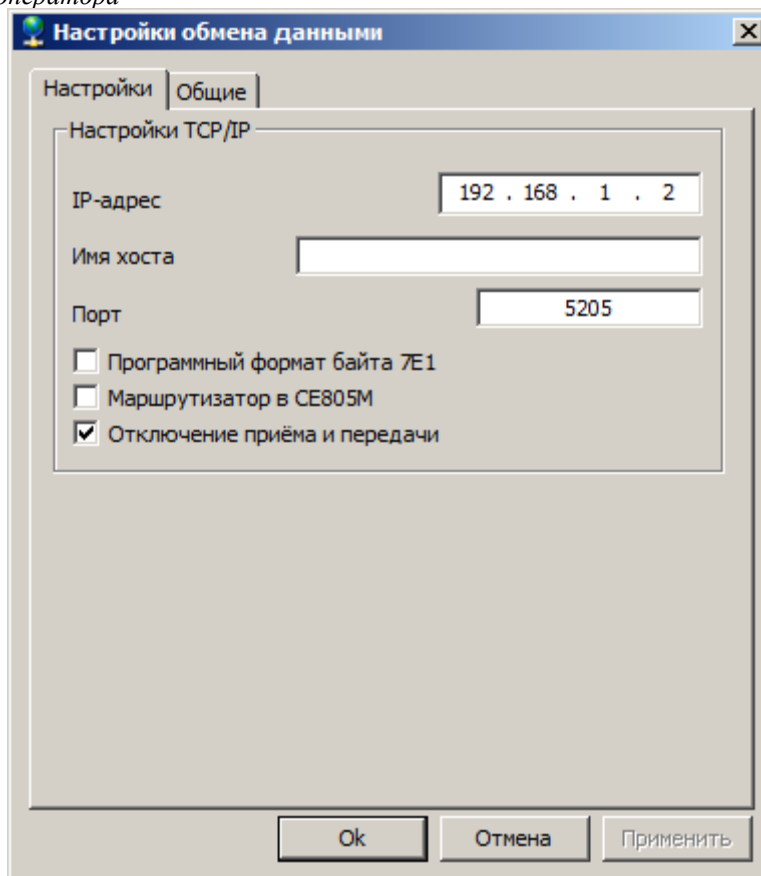 оператора
Настройки обмена данными
Настройки Общие
Настройки TCP/IP
IP-адрес 192 . 168 . 1 . 2
Имя хоста
Порт 5205
Программный формат байта 7E1
Маршрутизатор в CE805M
Отключение приёма и передачи
Ok Отмена Применить